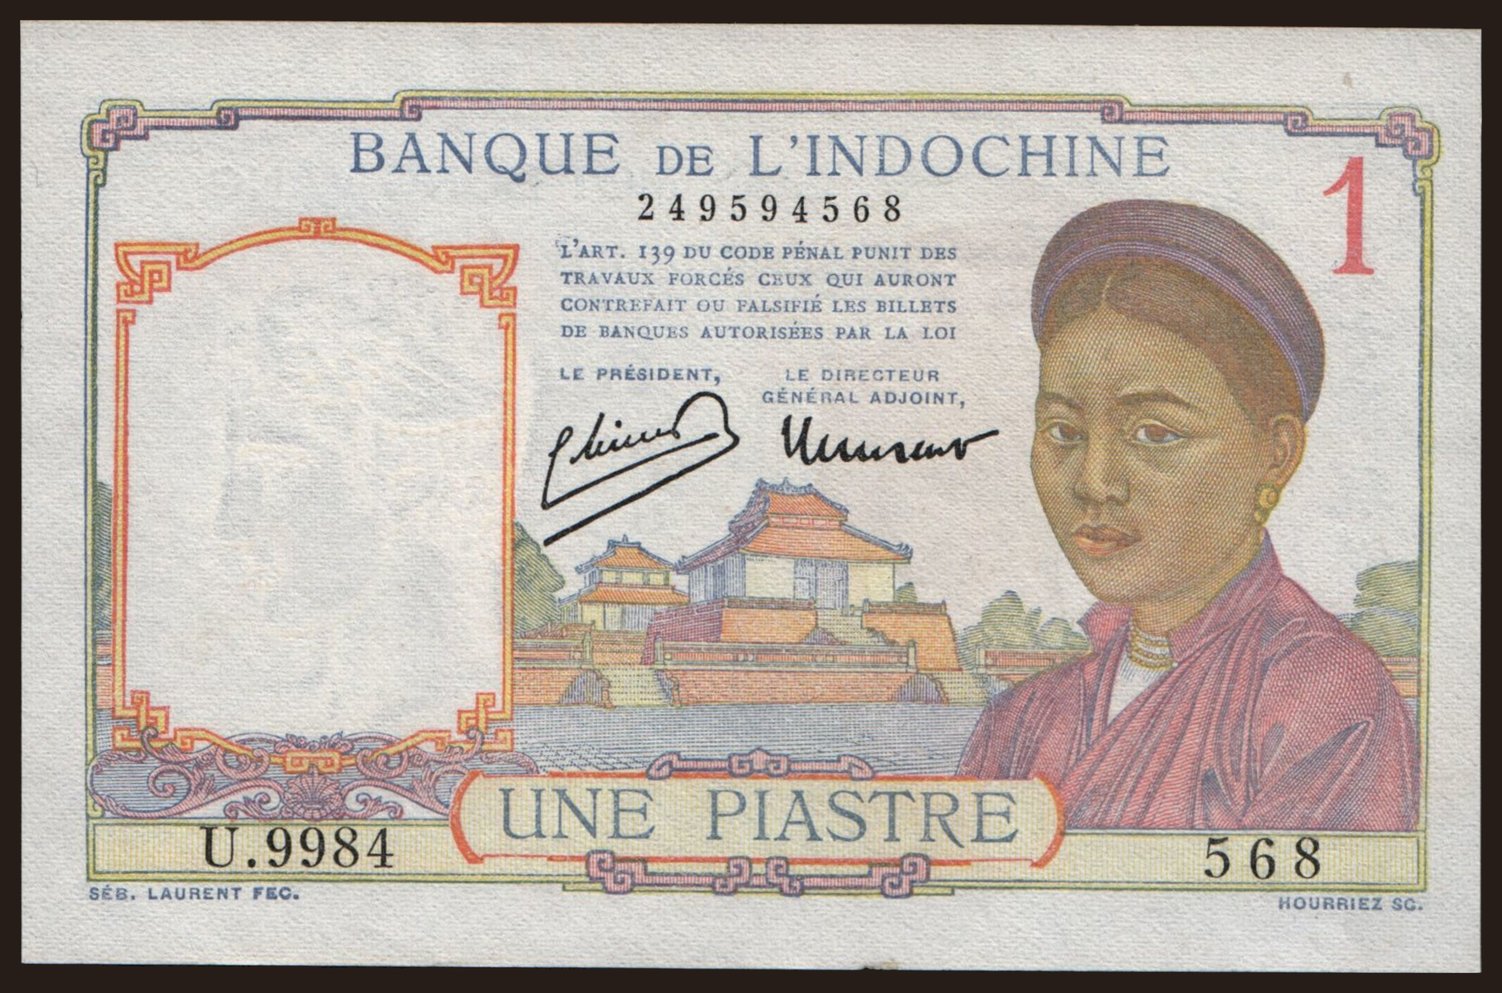 BANQUE DE L'INDOCHINE
249594568
1
L'ART. 139 DU CODE PÉNAL PUNIT DES
TRAVAUX FORCÉS CEUX QUI AURONT
CONTREFAIT OU FALSIFIÉ LES BILLETS
DE BANQUES AUTORISÉES PAR LA LOI
LE PRÉSIDENT,
LE DIRECTEUR
GÉNÉRAL ADJOINT,
UNE PIASTRE
U.9984
568
SÉB. LAURENT FEC.
HOURRIEZ SC.